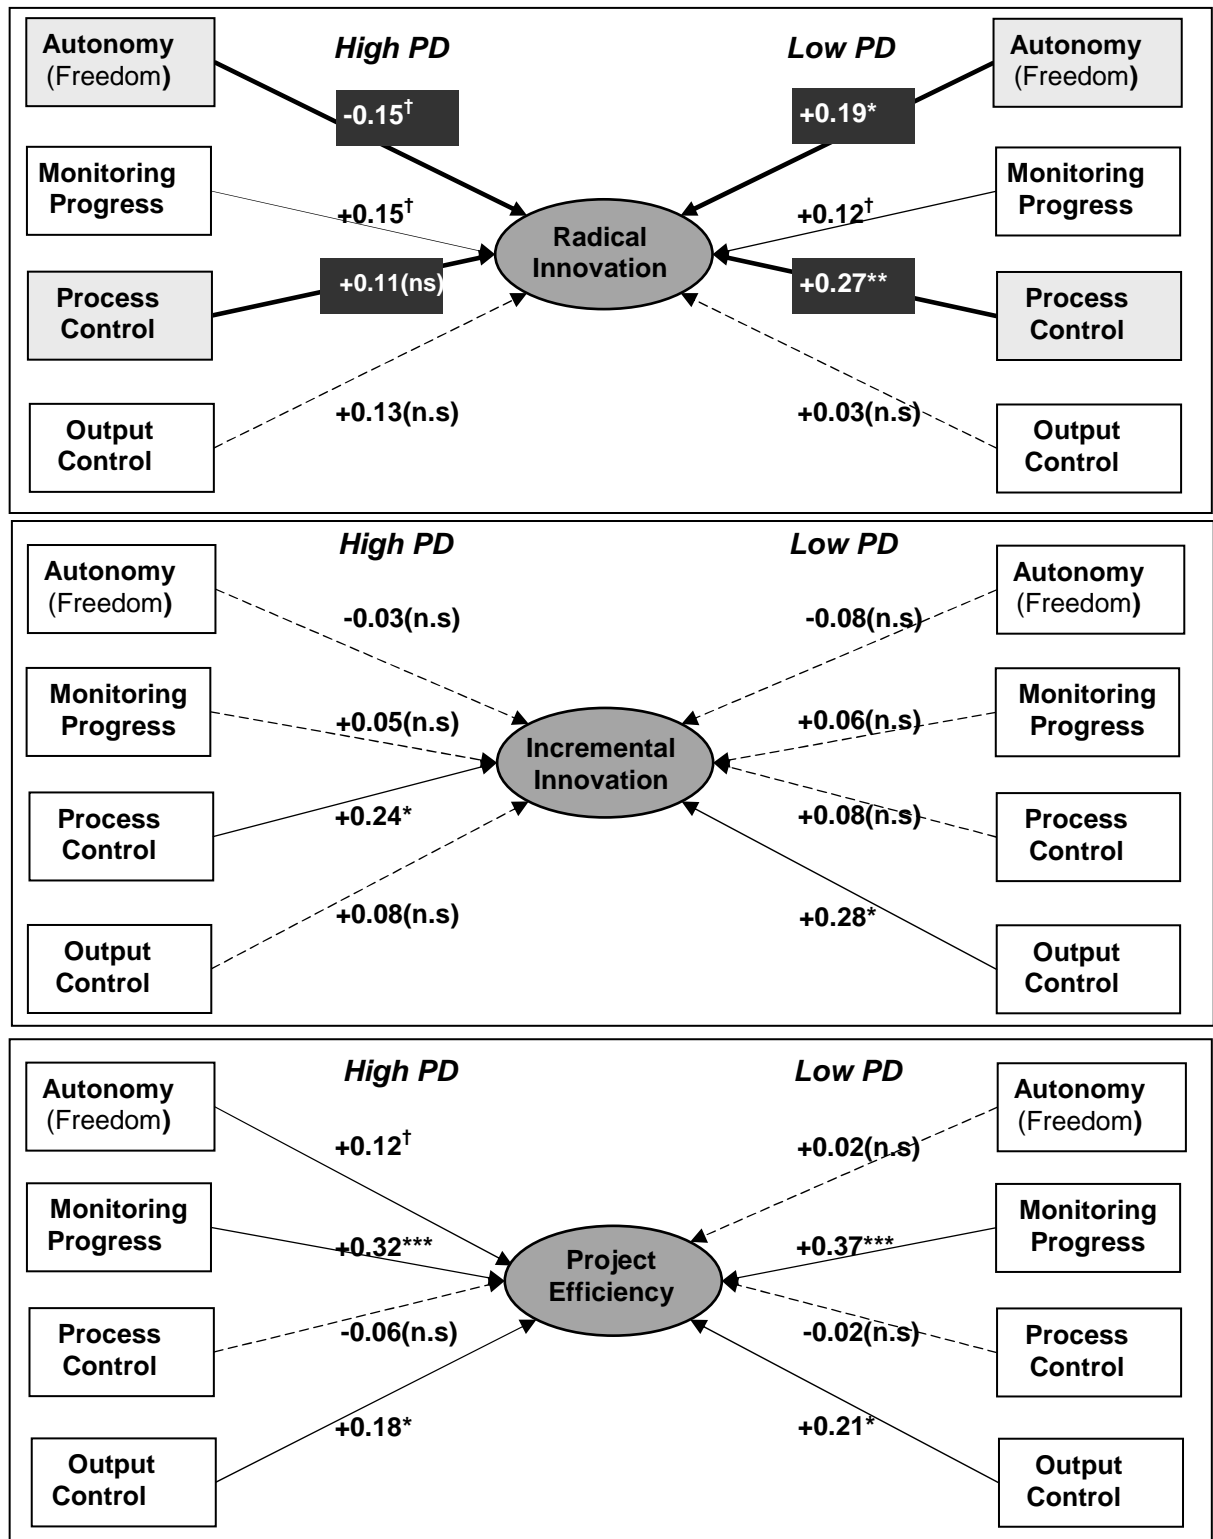 High PD
Low PD
Autonomy
(Freedom)
-0.15†
+0.19*
Autonomy
(Freedom)
Monitoring
Progress
+0.15†
+0.12†
Monitoring
Progress
Radical
Innovation
Process
Control
+0.11(ns)
+0.27**
Process
Control
Output
Control
+0.13(n.s)
+0.03(n.s)
Output
Control
High PD
Low PD
Autonomy
(Freedom)
-0.03(n.s)
-0.08(n.s)
Autonomy
(Freedom)
Monitoring
Progress
+0.05(n.s)
+0.06(n.s)
Monitoring
Progress
Incremental
Innovation
Process
Control
+0.24*
+0.08(n.s)
Process
Control
Output
Control
+0.08(n.s)
+0.28*
Output
Control
High PD
Low PD
Autonomy
(Freedom)
+0.12†
+0.02(n.s)
Autonomy
(Freedom)
Monitoring
Progress
+0.32***
+0.37***
Monitoring
Progress
Project
Efficiency
Process
Control
-0.06(n.s)
-0.02(n.s)
Process
Control
Output
Control
+0.18*
+0.21*
Output
Control